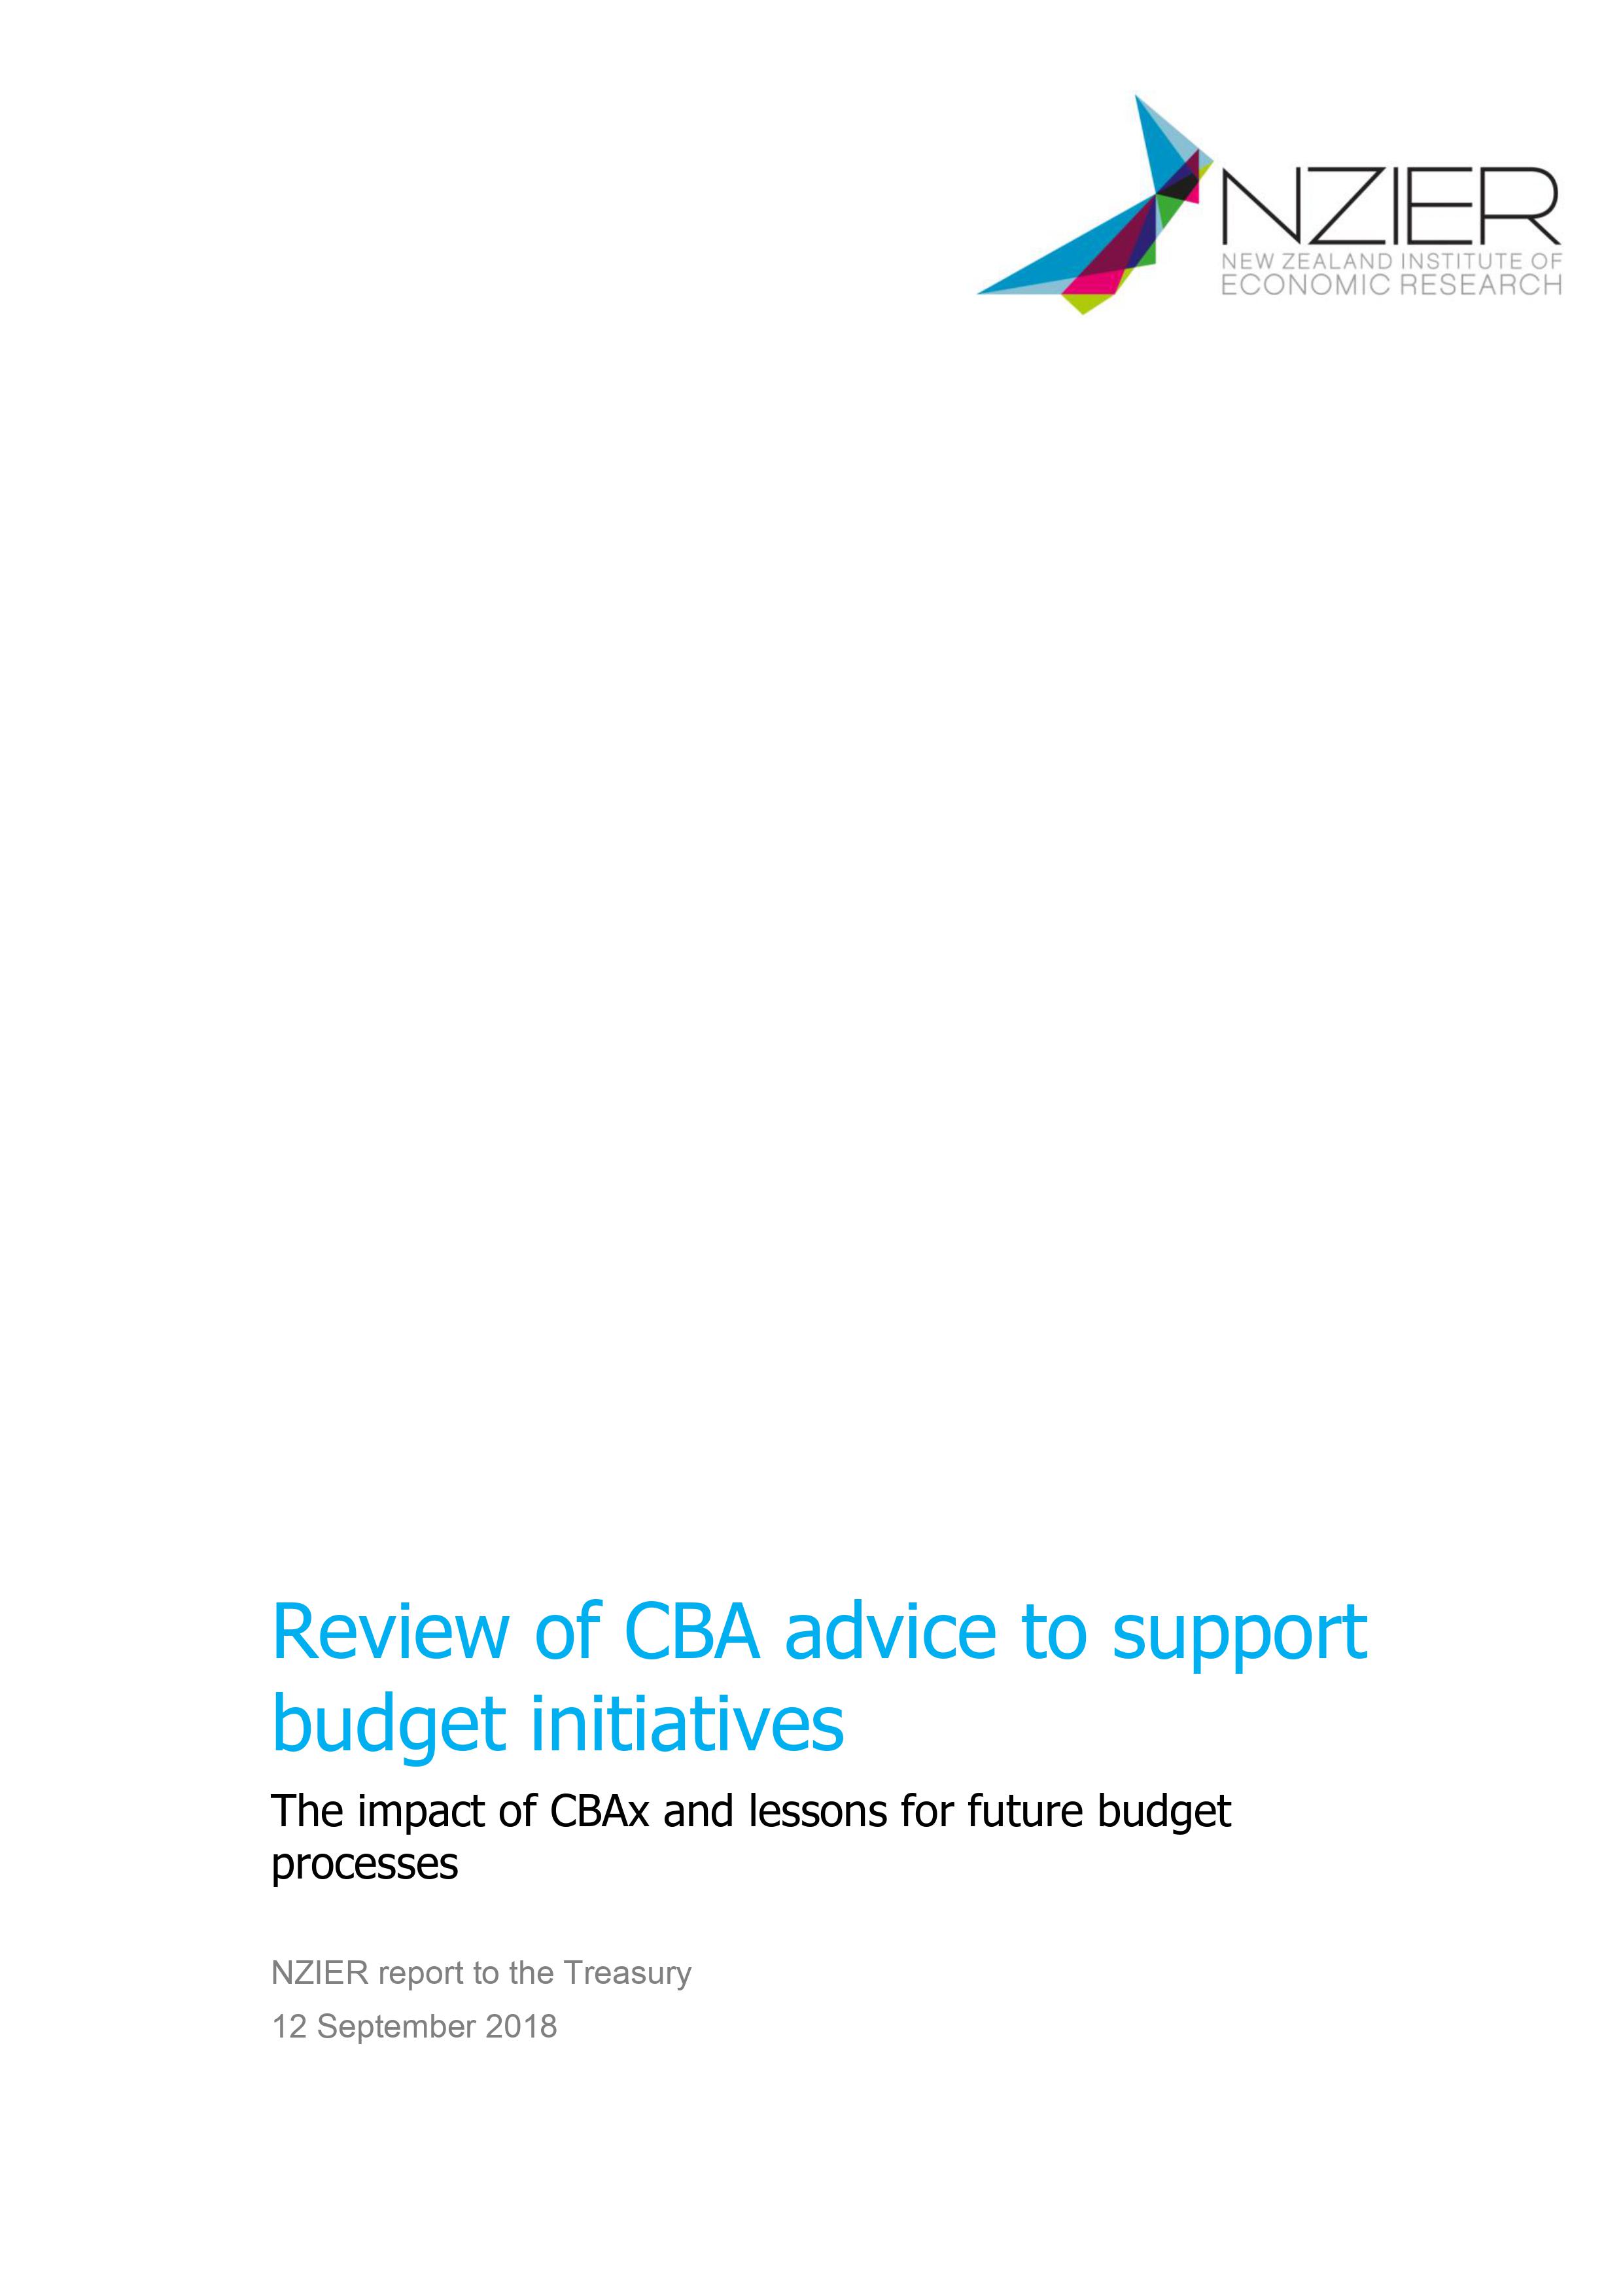 NZIER
NEW ZEALAND INSTITUTE OF
ECONOMIC RESEARCH
Review of CBA advice to support
budget initiatives
The impact of CBAx and lessons for future budget
processes
NZIER report to the Treasury
12 September 2018